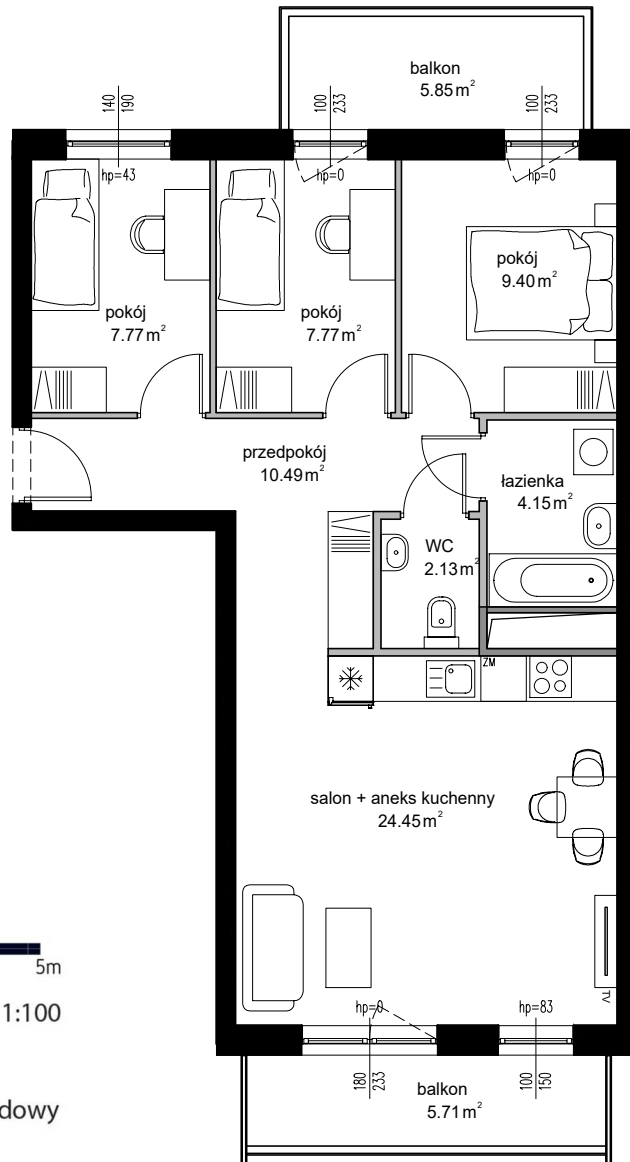 balkon
5.85 m²
140
190
100
233
100
233
hp=43
hp=0
hp=0
pokój
9.40 m²
pokój
7.77 m²
pokój
7.77 m²
przedpokój
10.49 m²
łazienka
4.15 m²
WC
2.13 m²
ZM
salon + aneks kuchenny
24.45 m²
5m
TV
hp=0
hp=83
1:100
180
233
100
150
balkon
5.71 m²
dowy